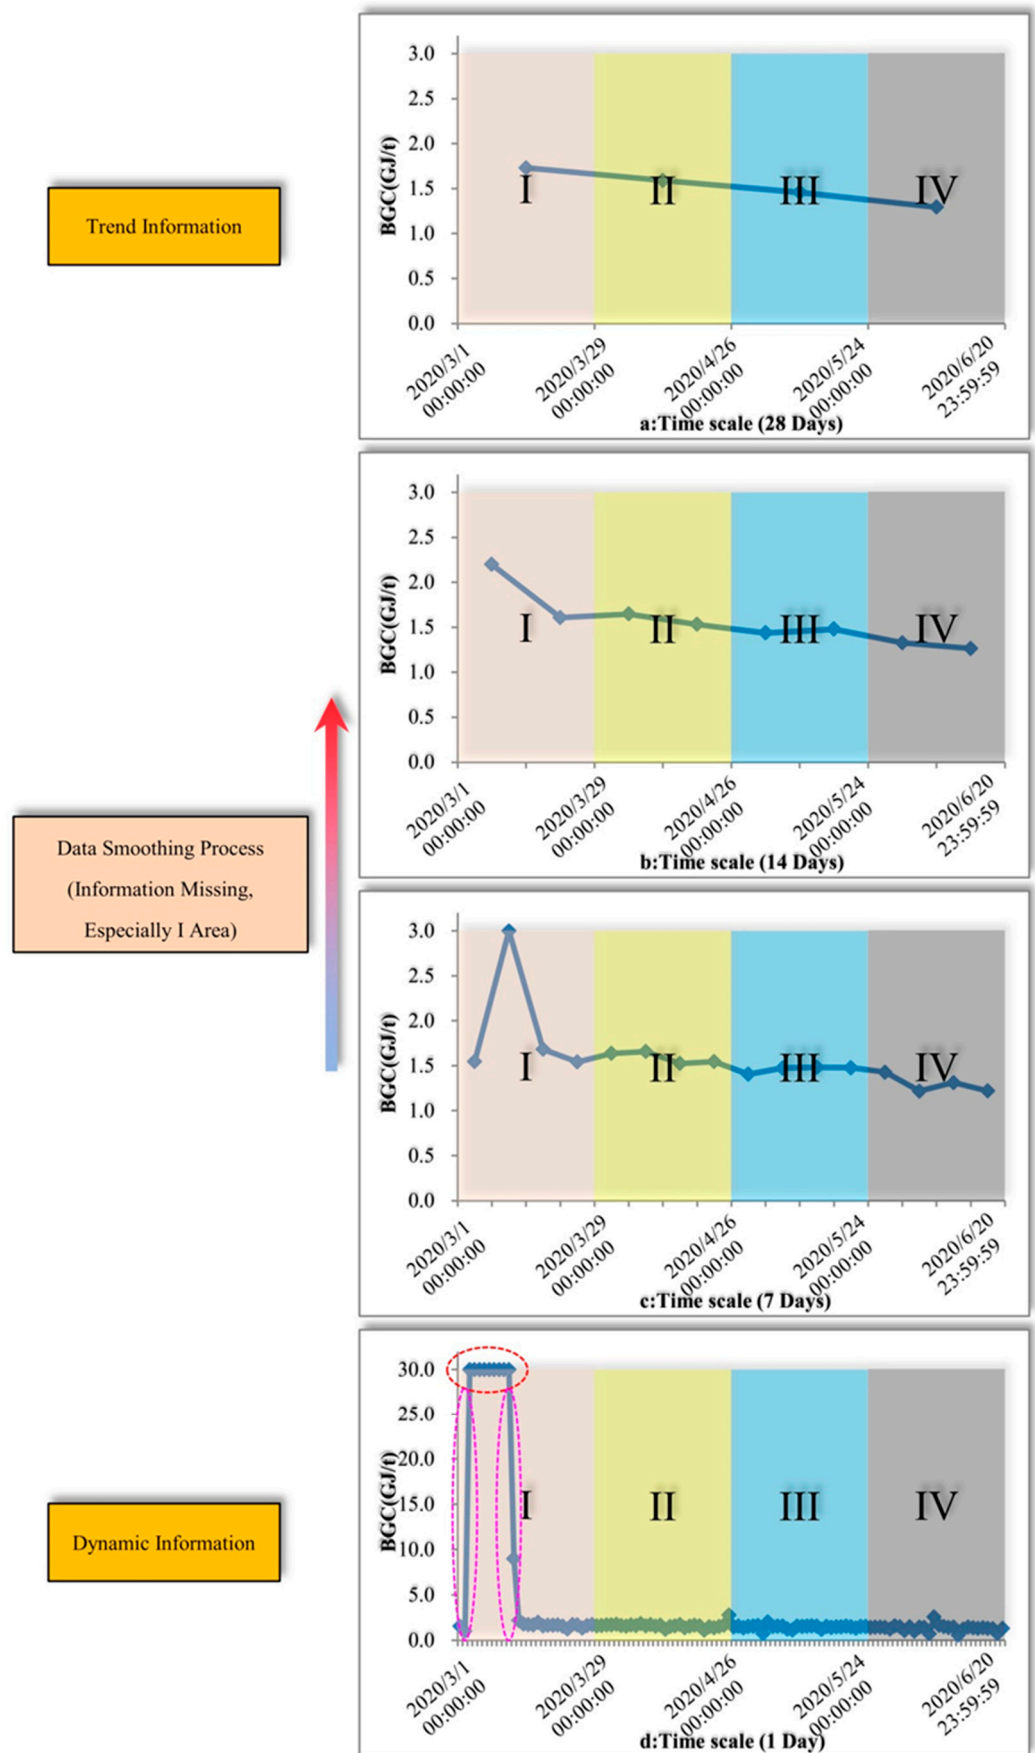 3.0
2.5
2.0
1.5
1.0
0.5
0.0
BGC(GJ/t)
I
II
III
IV
2020/3/1
00:00:00
2020/3/29
00:00:00
2020/4/26
00:00:00
2020/5/24
00:00:00
2020/6/20
23:59:59
a:Time scale (28 Days)
Trend Information
3.0
2.5
2.0
1.5
1.0
0.5
0.0
BGC(GJ/t)
I
II
III
IV
2020/3/1
00:00:00
2020/3/29
00:00:00
2020/4/26
00:00:00
2020/5/24
00:00:00
2020/6/20
23:59:59
b:Time scale (14 Days)
Data Smoothing Process
(Information Missing,
Especially I Area)
3.0
2.5
2.0
1.5
1.0
0.5
0.0
BGC(GJ/t)
I
II
III
IV
2020/3/1
00:00:00
2020/3/29
00:00:00
2020/4/26
00:00:00
2020/5/24
00:00:00
2020/6/20
23:59:59
c:Time scale (7 Days)
30.0
25.0
20.0
15.0
10.0
5.0
0.0
BGC(GJ/t)
I
II
III
IV
2020/3/1
00:00:00
2020/3/29
00:00:00
2020/4/26
00:00:00
2020/5/24
00:00:00
2020/6/20
23:59:59
d:Time scale (1 Day)
Dynamic Information